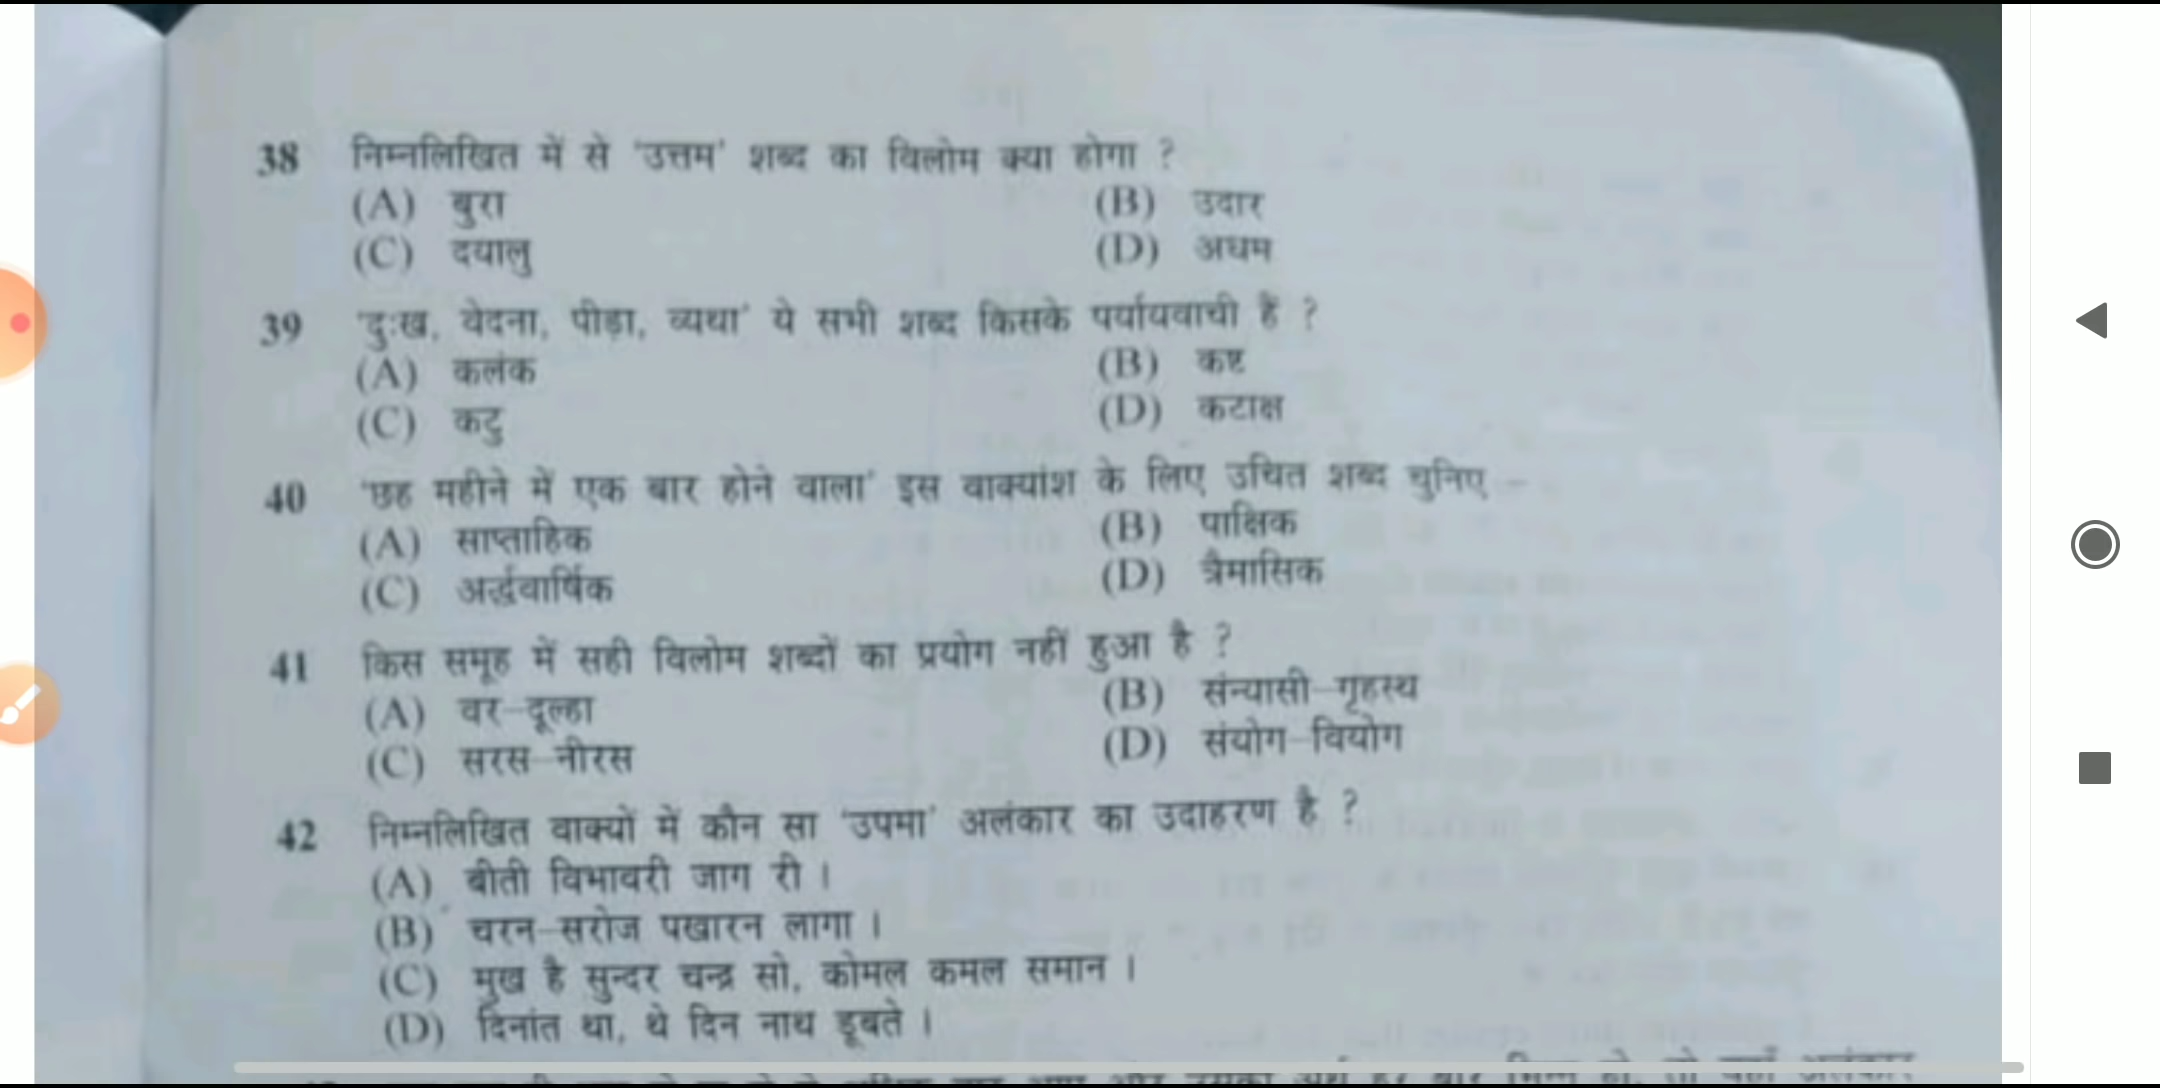 38 निम्नलिखित में से 'उत्तम' शब्द का विलोम क्या होगा ?
(A) बुरा (B) उदार
(C) दयालु (D) अधम
39 'दुःख, वेदना, पीड़ा, व्यथा' ये सभी शब्द किसके पर्यायवाची हैं ?
(A) कलंक (B) कष्ट
(C) कटु (D) कटाक्ष
40 'छह महीने में एक बार होने वाला' इस वाक्यांश के लिए उचित शब्द चुनिए –
(A) साप्ताहिक (B) पाक्षिक
(C) अर्द्धवार्षिक (D) त्रैमासिक
41 किस समूह में सही विलोम शब्दों का प्रयोग नहीं हुआ है ?
(A) वर–दूल्हा (B) संन्यासी–गृहस्थ
(C) सरस–नीरस (D) संयोग–वियोग
42 निम्नलिखित वाक्यों में कौन सा 'उपमा' अलंकार का उदाहरण है ?
(A) बीती विभावरी जाग री ।
(B) चरन–सरोज पखारन लागा ।
(C) मुख है सुन्दर चन्द्र सो, कोमल कमल समान ।
(D) दिनांत था, थे दिन नाथ डूबते ।